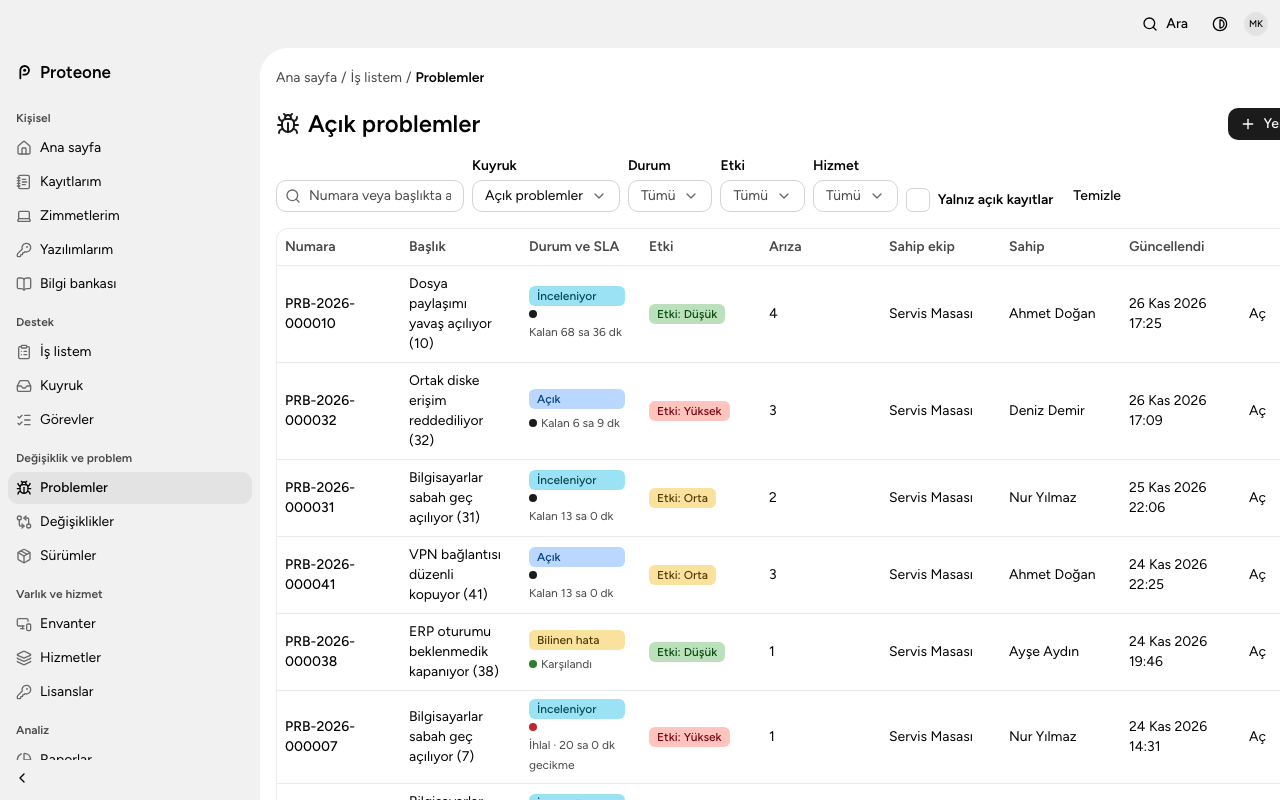 Ara
MK
Proteone
Kişisel
Ana sayfa
Kayıtlarım
Zimmetlerim
Yazılımlarım
Bilgi bankası
Destek
İş listem
Kuyruk
Görevler
Değişiklik ve problem
Problemler
Değişiklikler
Sürümler
Varlık ve hizmet
Envanter
Hizmetler
Lisanslar
Analiz
Raporlar
Ana sayfa / İş listem / Problemler
Açık problemler
+ Ye
Kuyruk
Durum
Etki
Hizmet
Numara veya başlıkta a
Açık problemler
Tümü
Tümü
Tümü
Yalnız açık kayıtlar
Temizle
Numara Başlık Durum ve SLA Etki Arıza Sahip ekip Sahip Güncellendi
PRB-2026-
000010
Dosya
paylaşımı
yavaş açılıyor
(10)
İnceleniyor
Kalan 68 sa 36 dk
Etki: Düşük
4
Servis Masası
Ahmet Doğan
26 Kas 2026
17:25
Aç
PRB-2026-
000032
Ortak diske
erişim
reddediliyor
(32)
Açık
Kalan 6 sa 9 dk
Etki: Yüksek
3
Servis Masası
Deniz Demir
26 Kas 2026
17:09
Aç
PRB-2026-
000031
Bilgisayarlar
sabah geç
açılıyor (31)
İnceleniyor
Kalan 13 sa 0 dk
Etki: Orta
2
Servis Masası
Nur Yılmaz
25 Kas 2026
22:06
Aç
PRB-2026-
000041
VPN bağlantısı
düzenli
kopuyor (41)
Açık
Kalan 13 sa 0 dk
Etki: Orta
3
Servis Masası
Ahmet Doğan
24 Kas 2026
22:25
Aç
PRB-2026-
000038
ERP oturumu
beklenmedik
kapanıyor (38)
Bilinen hata
Karşılandı
Etki: Düşük
1
Servis Masası
Ayşe Aydın
24 Kas 2026
19:46
Aç
PRB-2026-
000007
Bilgisayarlar
sabah geç
açılıyor (7)
İnceleniyor
İhlal · 20 sa 0 dk
gecikme
Etki: Yüksek
1
Servis Masası
Nur Yılmaz
24 Kas 2026
14:31
Aç